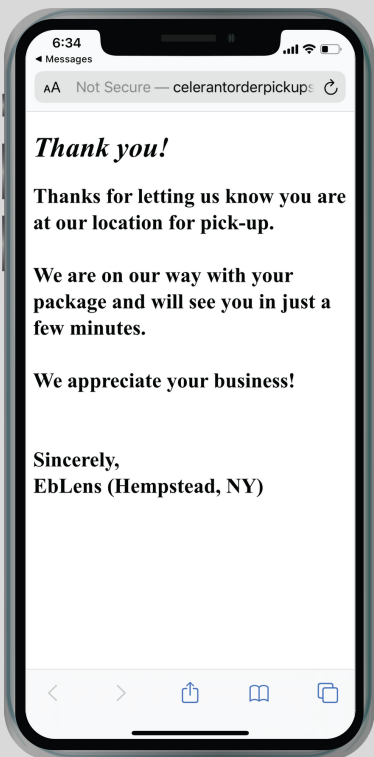 6:34
◀ Messages
AA Not Secure — celerantorderpickups
Thank you!
Thanks for letting us know you are
at our location for pick-up.
We are on our way with your
package and will see you in just a
few minutes.
We appreciate your business!
Sincerely,
EbLens (Hempstead, NY)